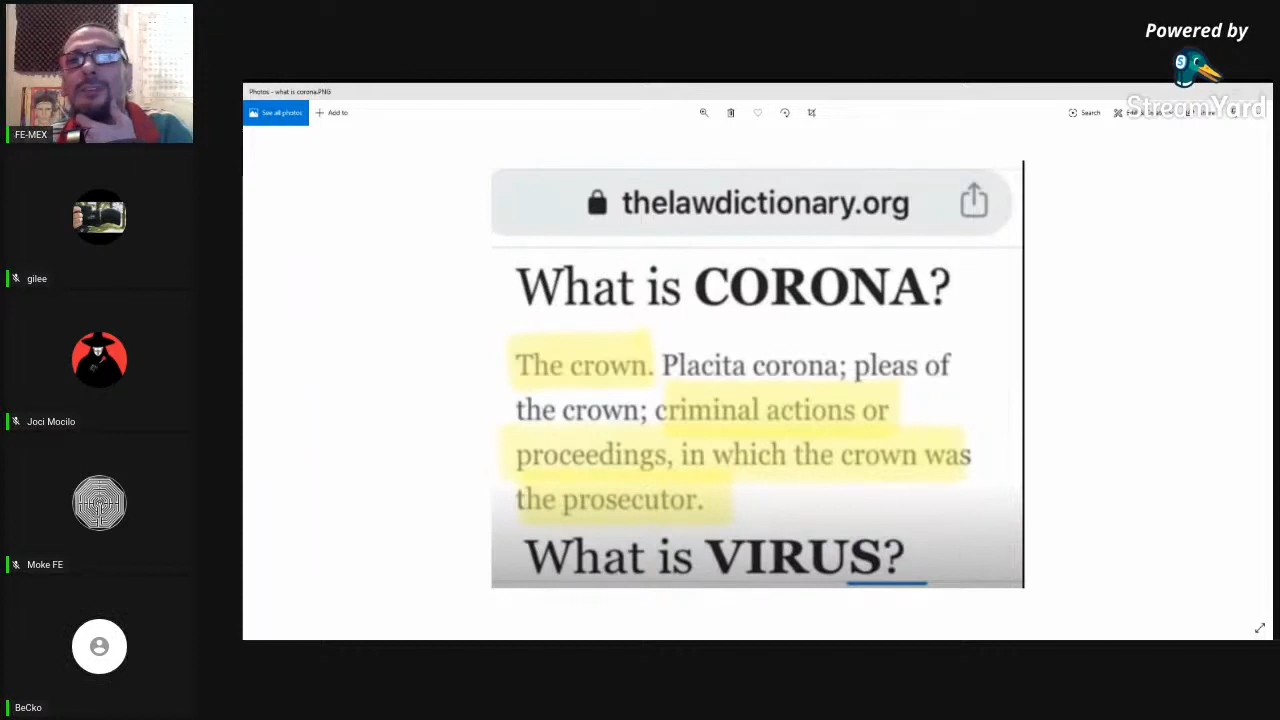 Powered by
StreamYard
FE-MEX
gilee
Joci Mocilo
Moke FE
BeCko
Photos - what is corona.PNG
See all photos
Add to
Search
thelawdictionary.org
What is CORONA?
The crown. Placita corona; pleas of
the crown; criminal actions or
proceedings, in which the crown was
the prosecutor.
What is VIRUS?